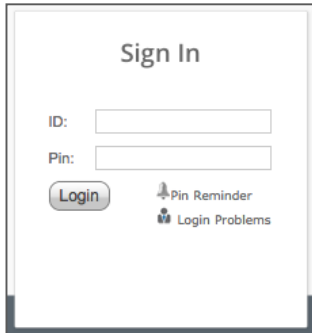 Sign In
ID:
Pin:
Login
Pin Reminder
Login Problems